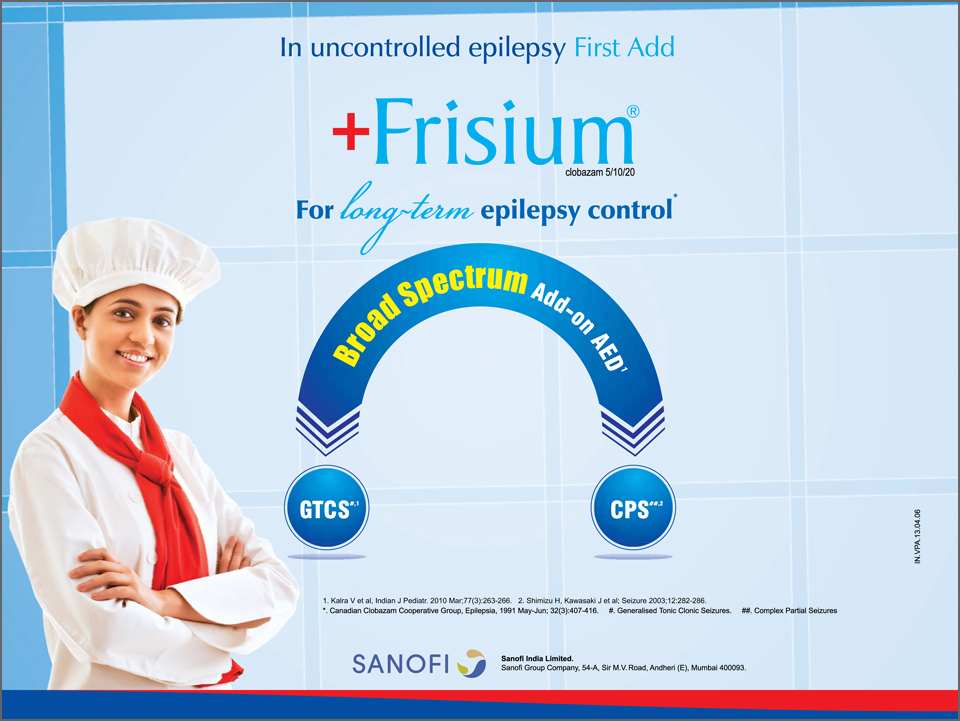 In uncontrolled epilepsy First Add
+Frisium®
clobazam 5/10/20
For long-term epilepsy control*
Broad Spectrum Add-on AED1
GTCS#,1
CPS##,2
IN.VPA.13.04.06
1. Kalra V et al, Indian J Pediatr. 2010 Mar;77(3):263-266. 2. Shimizu H, Kawasaki J et al; Seizure 2003;12:282-286.
*. Canadian Clobazam Cooperative Group, Epilepsia, 1991 May-Jun; 32(3):407-416. #. Generalised Tonic Clonic Seizures. ##. Complex Partial Seizures
SANOFI
Sanofi India Limited.
Sanofi Group Company, 54-A, Sir M.V. Road, Andheri (E), Mumbai 400093.